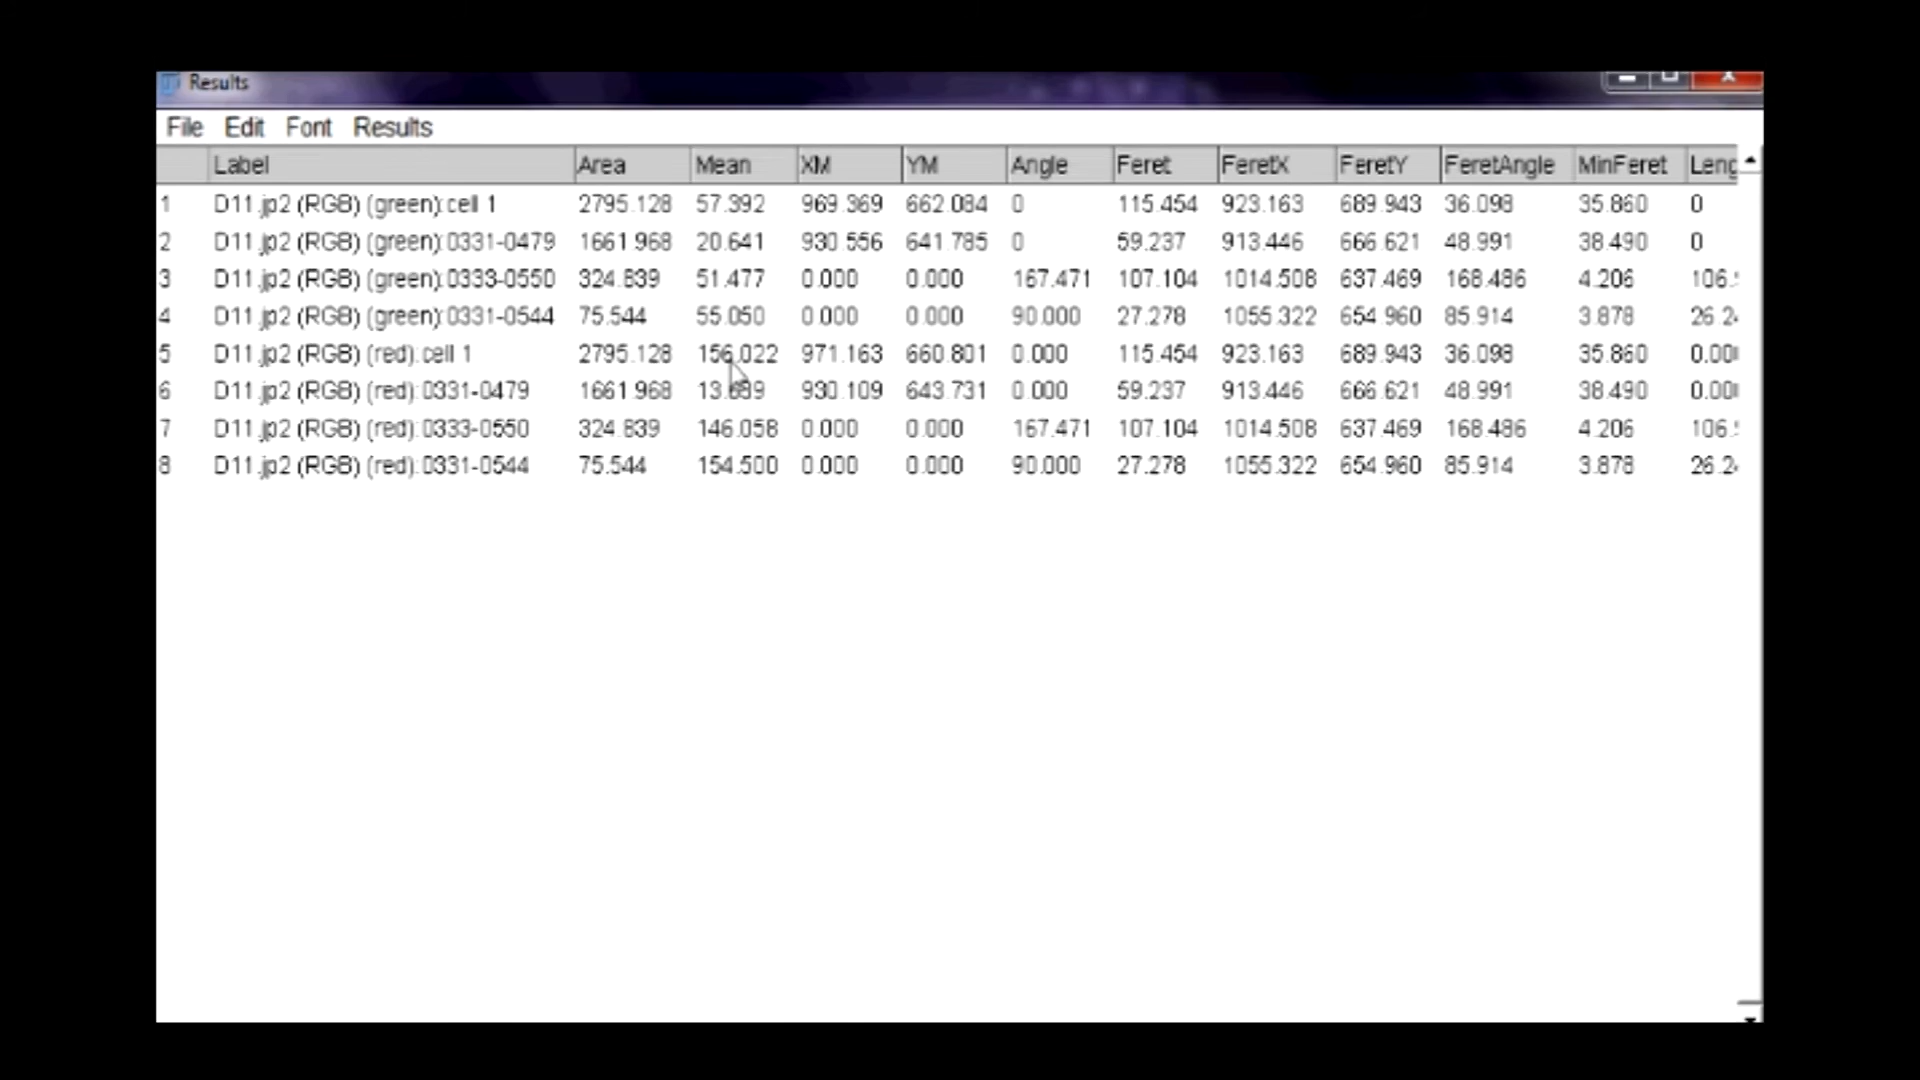 Results
File Edit Font Results
Label Area Mean XM YM Angle Feret FeretX FeretY FeretAngle MinFeret Leng
1 D11.jp2 (RGB) (green):cell 1 2795.128 57.392 969.369 662.084 0 115.454 923.163 689.943 36.098 35.860 0
2 D11.jp2 (RGB) (green):0331-0479 1661.968 20.641 930.556 641.785 0 59.237 913.446 666.621 48.991 38.490 0
3 D11.jp2 (RGB) (green):0333-0550 324.839 51.477 0.000 0.000 167.471 107.104 1014.508 637.469 168.486 4.206 106.
4 D11.jp2 (RGB) (green):0331-0544 75.544 55.050 0.000 0.000 90.000 27.278 1055.322 654.960 85.914 3.878 26.2
5 D11.jp2 (RGB) (red):cell 1 2795.128 156.022 971.163 660.801 0.000 115.454 923.163 689.943 36.098 35.860 0.00
6 D11.jp2 (RGB) (red):0331-0479 1661.968 930.109 643.731 0.000 59.237 913.446 666.621 48.991 38.490 0.00
7 D11.jp2 (RGB) (red):0333-0550 324.839 146.058 0.000 0.000 167.471 107.104 1014.508 637.469 168.486 4.206 106.
8 D11.jp2 (RGB) (red):0331-0544 75.544 154.500 0.000 0.000 90.000 27.278 1055.322 654.960 85.914 3.878 26.2